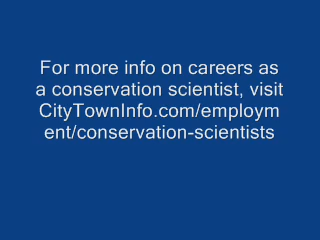 For more info on careers as
a conservation scientist, visit
CityTownInfo.com/employm
ent/conservation-scientists